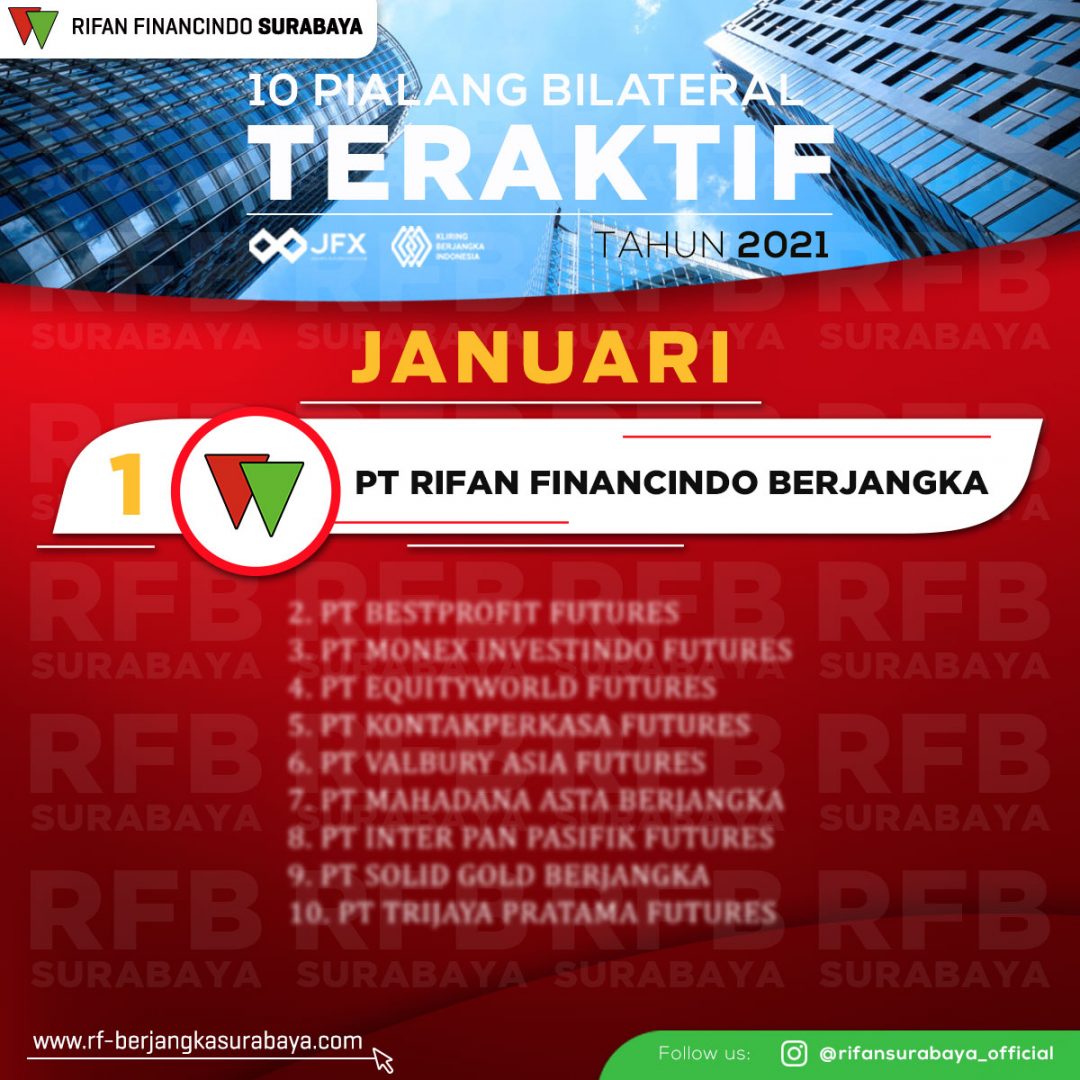 RIFAN FINANCINDO SURABAYA
10 PIALANG BILATERAL
TERAKTIF
JFX
KLIRING
BERJANGKA
INDONESIA
TAHUN 2021
JANUARI
1
PT RIFAN FINANCINDO BERJANGKA
2. PT BESTPROFIT FUTURES
3. PT MONEX INVESTINDO FUTURES
4. PT EQUITYWORLD FUTURES
5. PT KONTAKPERKASA FUTURES
6. PT VALBURY ASIA FUTURES
7. PT MAHADANA ASTA BERJANGKA
8. PT INTER PAN PASIFIK FUTURES
9. PT SOLID GOLD BERJANGKA
10. PT TRIJAYA PRATAMA FUTURES
RFB
SURABAYA
www.rf-berjangkasurabaya.com
Follow us:
@rifansurabaya_official